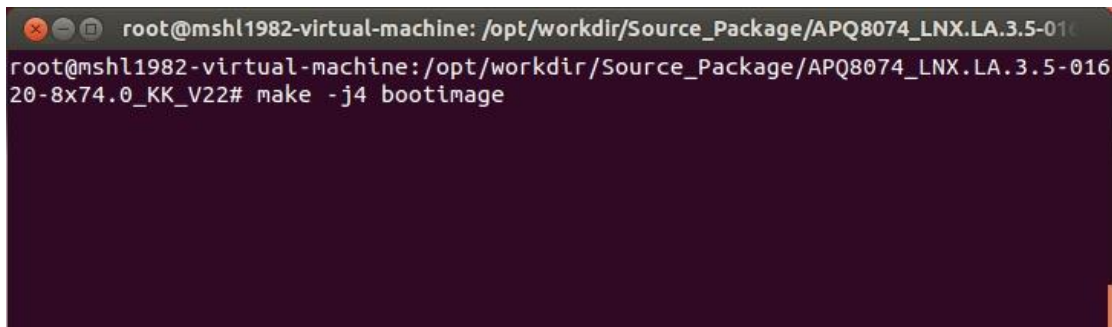 root@mshl1982-virtual-machine: /opt/workdir/Source_Package/APQ8074_LNX.LA.3.5-016
root@mshl1982-virtual-machine:/opt/workdir/Source_Package/APQ8074_LNX.LA.3.5-016
20-8x74.0_KK_V22# make -j4 bootimage